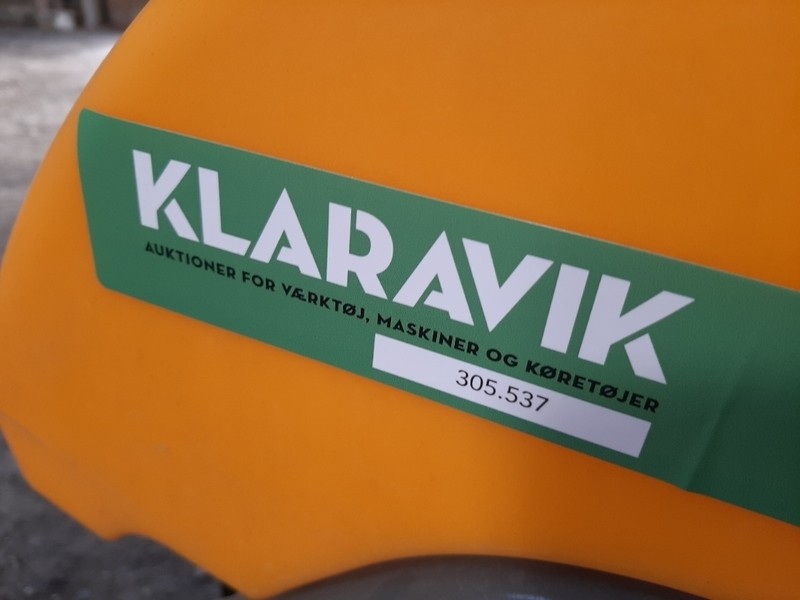 KLARAVIK
AUKTIONER FOR VÆRKTØJ, MASKINER OG KØRETØJER
305.537